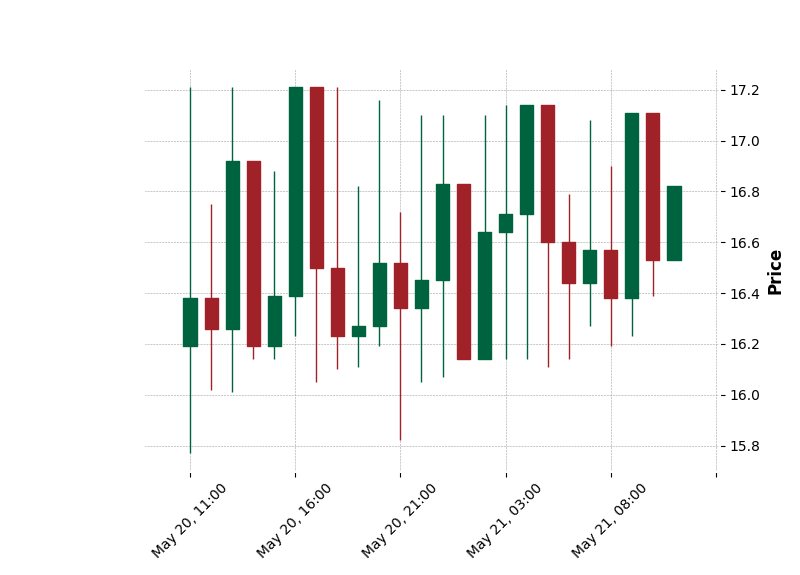 17.2
17.0
16.8
16.6
16.4
16.2
16.0
15.8
Price
May 20, 11:00
May 20, 16:00
May 20, 21:00
May 21, 03:00
May 21, 08:00